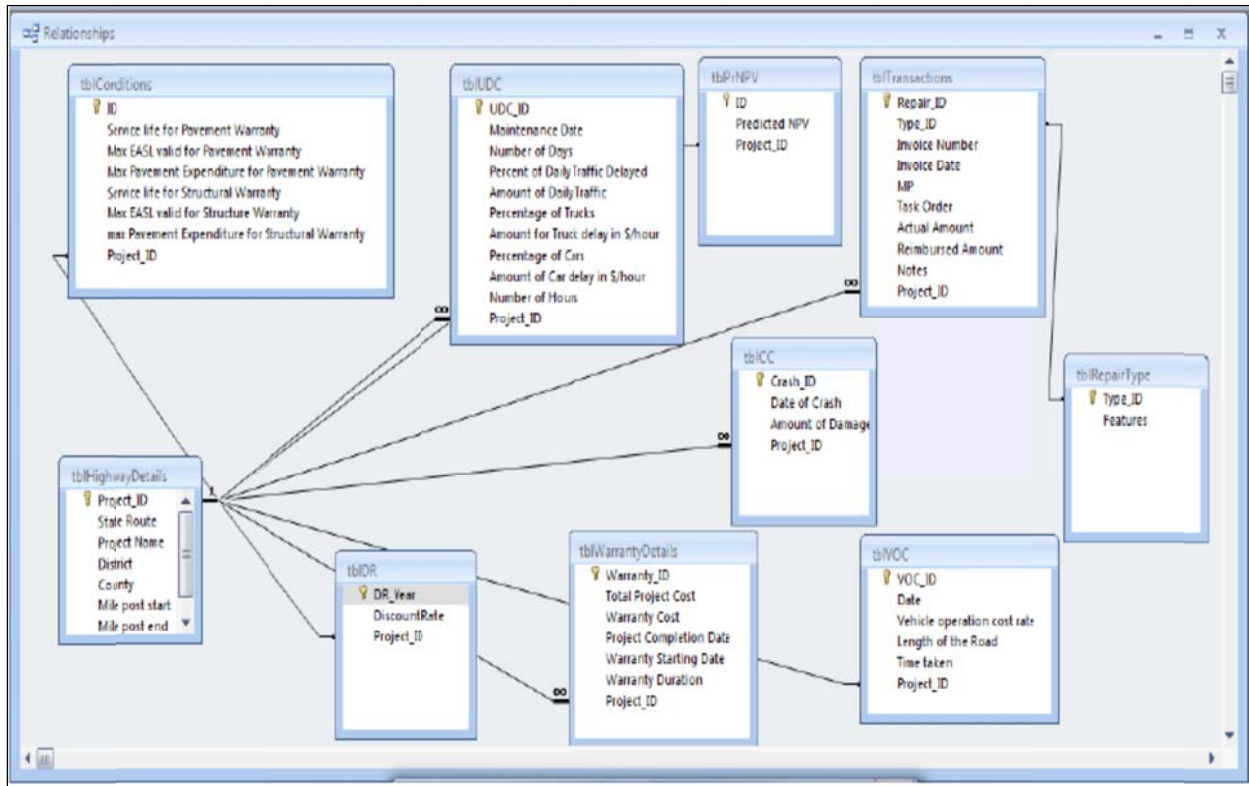 Relationships
tblConditions
ID
Service life for Pavement Warranty
Max EASL valid for Pavement Warranty
Max Pavement Expenditure for Pavement Warranty
Service life for Structural Warranty
Max EASL valid for Structure Warranty
max Pavement Expenditure for Structural Warranty
Project_ID
tblUDC
UDC_ID
Maintenance Date
Number of Days
Percent of Daily Traffic Delayed
Amount of Daily Traffic
Percentage of Trucks
Amount for Truck delay in $/hour
Percentage of Cars
Amount of Car delay in $/hour
Number of Hours
Project_ID
tblPrNPV
ID
Predicted NPV
Project_ID
tblTransactions
Repair_ID
Type_ID
Invoice Number
Invoice Date
MP
Task Order
Actual Amount
Reimbursed Amount
Notes
Project_ID
tblCC
Crash_ID
Date of Crash
Amount of Damage
Project_ID
tblRepairType
Type_ID
Features
tblHighwayDetails
Project_ID
State Route
Project Name
District
County
Mile post start
Mile post end
tblDR
DR_Year
DiscountRate
Project_ID
tblWarrantyDetails
Warranty_ID
Total Project Cost
Warranty Cost
Project Completion Date
Warranty Starting Date
Warranty Duration
Project_ID
tblVOC
VOC_ID
Date
Vehicle operation cost rate
Length of the Road
Time taken
Project_ID
1
∞
∞
∞
∞